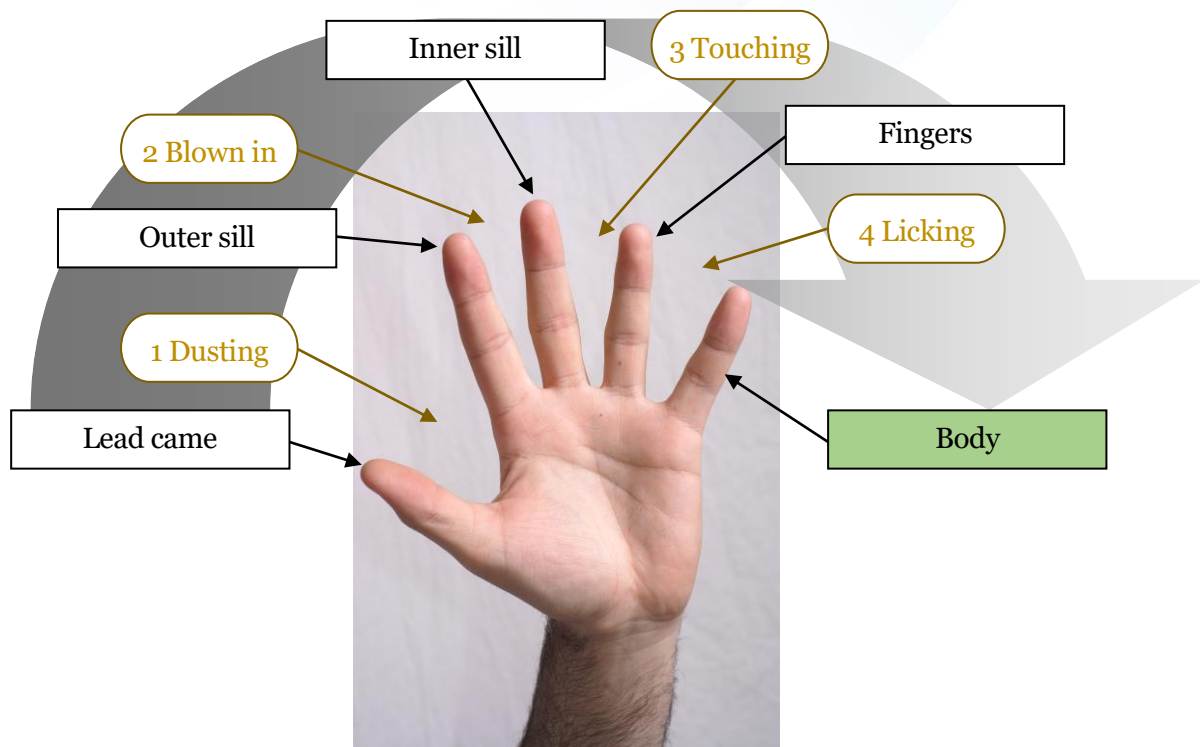 Inner sill
3 Touching
Fingers
2 Blown in
Outer sill
4 Licking
1 Dusting
Lead came
Body